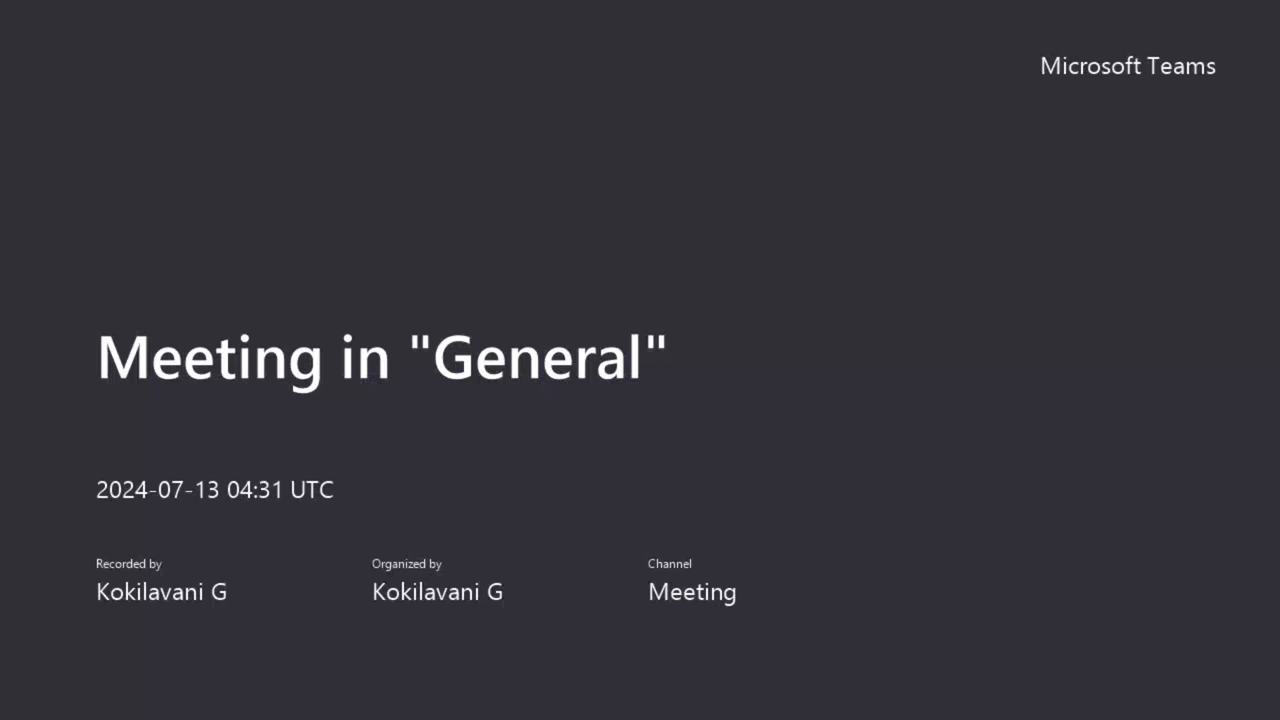 Microsoft Teams
Meeting in "General"
2024-07-13 04:31 UTC
Recorded by
Kokilavani G
Organized by
Kokilavani G
Channel
Meeting